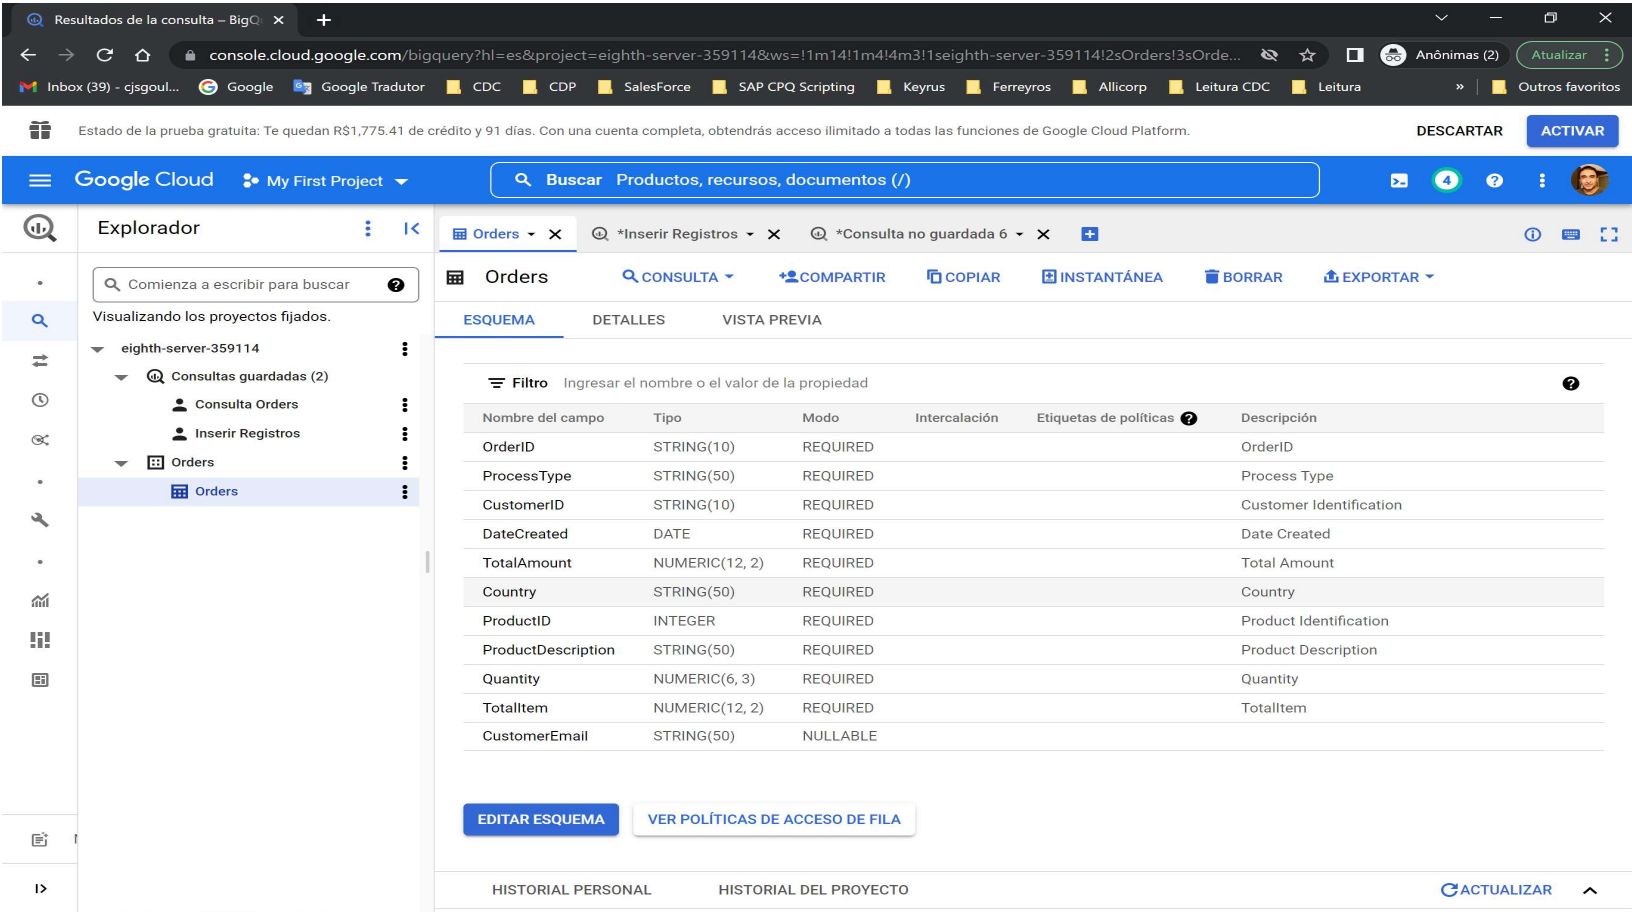 Resultados de la consulta – BigQ
console.cloud.google.com/bigquery?hl=es&project=eighth-server-359114&ws=!1m14!1m4!4m3!1seighth-server-359114!2sOrders!3sOrde...
Anônimas (2)
Atualizar
Inbox (39) - cjsgoul...
Google
Google Tradutor
CDC
CDP
SalesForce
SAP CPQ Scripting
Keyrus
Ferreyros
Allicorp
Leitura CDC
Leitura
»
Outros favoritos
Estado de la prueba gratuita: Te quedan R$1,775.41 de crédito y 91 días. Con una cuenta completa, obtendrás acceso ilimitado a todas las funciones de Google Cloud Platform.
DESCARTAR
ACTIVAR
Google Cloud
My First Project
Buscar Productos, recursos, documentos (/)
4
Explorador
Comienza a escribir para buscar
Visualizando los proyectos fijados.
eighth-server-359114
Consultas guardadas (2)
Consulta Orders
Inserir Registros
Orders
Orders
Orders
*Inserir Registros
*Consulta no guardada 6
Orders
CONSULTA
COMPARTIR
COPIAR
INSTANTÁNEA
BORRAR
EXPORTAR
ESQUEMA DETALLES VISTA PREVIA
Filtro Ingresar el nombre o el valor de la propiedad
Nombre del campo Tipo Modo Intercalación Etiquetas de políticas Descripción
OrderID STRING(10) REQUIRED OrderID
ProcessType STRING(50) REQUIRED Process Type
CustomerID STRING(10) REQUIRED Customer Identification
DateCreated DATE REQUIRED Date Created
TotalAmount NUMERIC(12, 2) REQUIRED Total Amount
Country STRING(50) REQUIRED Country
ProductID INTEGER REQUIRED Product Identification
ProductDescription STRING(50) REQUIRED Product Description
Quantity NUMERIC(6, 3) REQUIRED Quantity
TotalItem NUMERIC(12, 2) REQUIRED TotalItem
CustomerEmail STRING(50) NULLABLE
EDITAR ESQUEMA
VER POLÍTICAS DE ACCESO DE FILA
HISTORIAL PERSONAL
HISTORIAL DEL PROYECTO
ACTUALIZAR